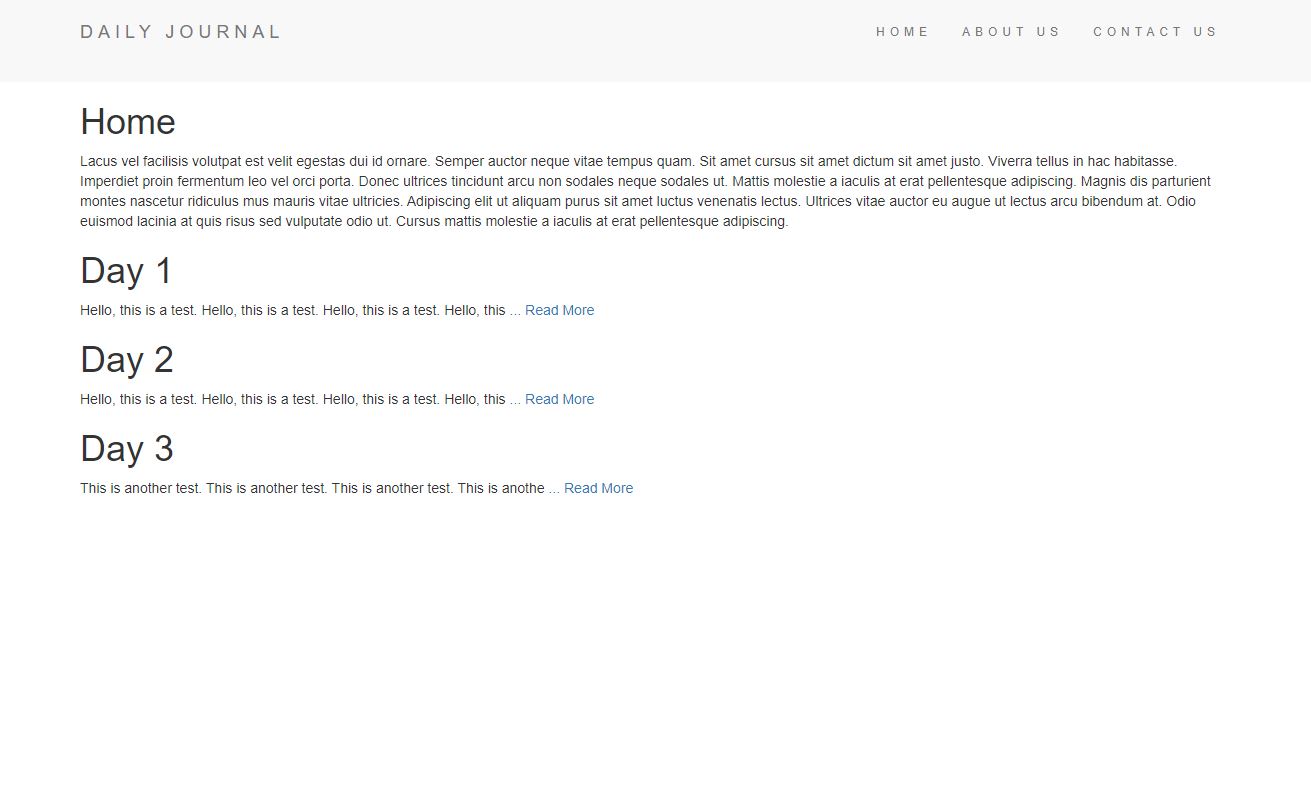 DAILY JOURNAL
HOME ABOUT US CONTACT US
Home
Lacus vel facilisis volutpat est velit egestas dui id ornare. Semper auctor neque vitae tempus quam. Sit amet cursus sit amet dictum sit amet justo. Viverra tellus in hac habitasse.
Imperdiet proin fermentum leo vel orci porta. Donec ultrices tincidunt arcu non sodales neque sodales ut. Mattis molestie a iaculis at erat pellentesque adipiscing. Magnis dis parturient
montes nascetur ridiculus mus mauris vitae ultricies. Adipiscing elit ut aliquam purus sit amet luctus venenatis lectus. Ultrices vitae auctor eu augue ut lectus arcu bibendum at. Odio
euismod lacinia at quis risus sed vulputate odio ut. Cursus mattis molestie a iaculis at erat pellentesque adipiscing.
Day 1
Hello, this is a test. Hello, this is a test. Hello, this is a test. Hello, this ... Read More
Day 2
Hello, this is a test. Hello, this is a test. Hello, this is a test. Hello, this ... Read More
Day 3
This is another test. This is another test. This is another test. This is anothe ... Read More